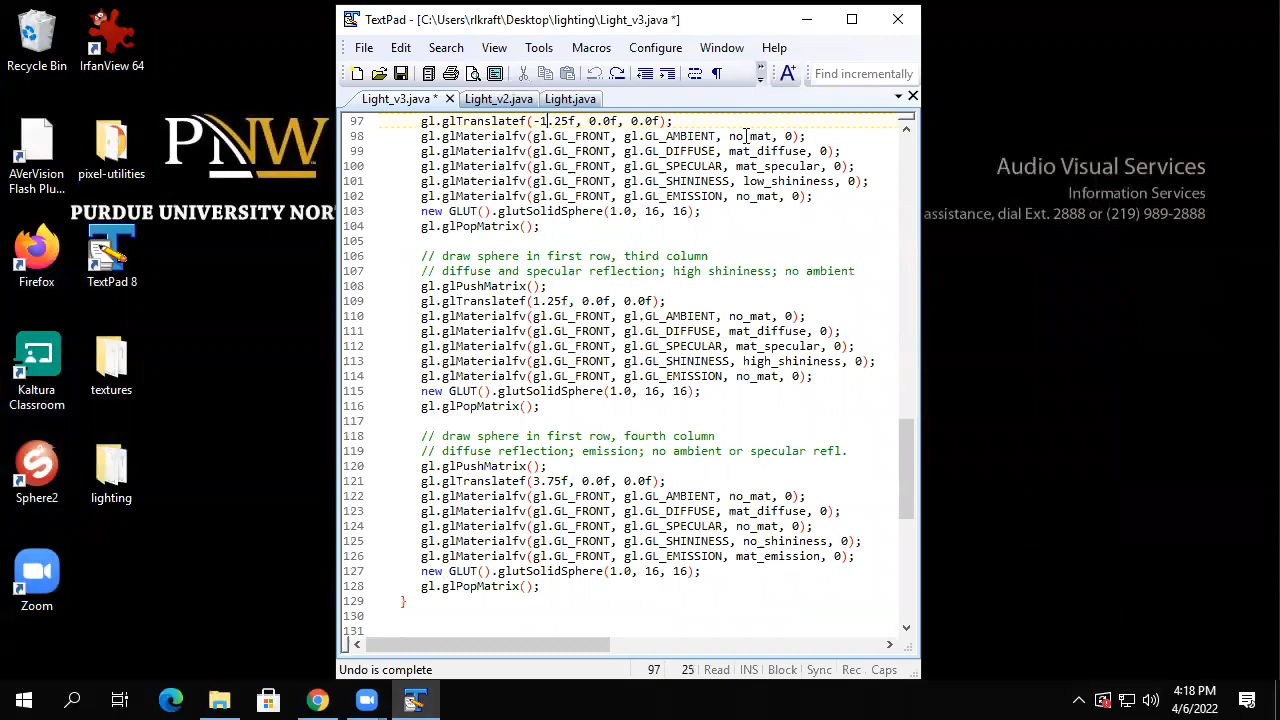 TextPad - [C:\Users\rlkraft\Desktop\lighting\Light_v3.java *]
File Edit Search View Tools Macros Configure Window Help
Find incrementally
Light_v3.java * Light_v2.java Light.java
97 gl.glTranslatef(-1.25f, 0.0f, 0.0f);
98 gl.glMaterialfv(gl.GL_FRONT, gl.GL_AMBIENT, no_mat, 0);
99 gl.glMaterialfv(gl.GL_FRONT, gl.GL_DIFFUSE, mat_diffuse, 0);
100 gl.glMaterialfv(gl.GL_FRONT, gl.GL_SPECULAR, mat_specular, 0);
101 gl.glMaterialfv(gl.GL_FRONT, gl.GL_SHININESS, low_shininess, 0);
102 gl.glMaterialfv(gl.GL_FRONT, gl.GL_EMISSION, no_mat, 0);
103 new GLUT().glutSolidSphere(1.0, 16, 16);
104 gl.glPopMatrix();
105
106 // draw sphere in first row, third column
107 // diffuse and specular reflection; high shininess; no ambient
108 gl.glPushMatrix();
109 gl.glTranslatef(1.25f, 0.0f, 0.0f);
110 gl.glMaterialfv(gl.GL_FRONT, gl.GL_AMBIENT, no_mat, 0);
111 gl.glMaterialfv(gl.GL_FRONT, gl.GL_DIFFUSE, mat_diffuse, 0);
112 gl.glMaterialfv(gl.GL_FRONT, gl.GL_SPECULAR, mat_specular, 0);
113 gl.glMaterialfv(gl.GL_FRONT, gl.GL_SHININESS, high_shininess, 0);
114 gl.glMaterialfv(gl.GL_FRONT, gl.GL_EMISSION, no_mat, 0);
115 new GLUT().glutSolidSphere(1.0, 16, 16);
116 gl.glPopMatrix();
117
118 // draw sphere in first row, fourth column
119 // diffuse reflection; emission; no ambient or specular refl.
120 gl.glPushMatrix();
121 gl.glTranslatef(3.75f, 0.0f, 0.0f);
122 gl.glMaterialfv(gl.GL_FRONT, gl.GL_AMBIENT, no_mat, 0);
123 gl.glMaterialfv(gl.GL_FRONT, gl.GL_DIFFUSE, mat_diffuse, 0);
124 gl.glMaterialfv(gl.GL_FRONT, gl.GL_SPECULAR, no_mat, 0);
125 gl.glMaterialfv(gl.GL_FRONT, gl.GL_SHININESS, no_shininess, 0);
126 gl.glMaterialfv(gl.GL_FRONT, gl.GL_EMISSION, mat_emission, 0);
127 new GLUT().glutSolidSphere(1.0, 16, 16);
128 gl.glPopMatrix();
129 }
130
131
Undo is complete 97 25 Read INS Block Sync Rec Caps
Recycle Bin IrfanView 64
AVerVision
Flash Plu... pixel-utilities
Firefox TextPad 8
Kaltura
Classroom textures
Sphere2 lighting
Zoom
PNW
PURDUE UNIVERSITY NOR
Audio Visual Services
Information Services
assistance, dial Ext. 2888 or (219) 989-2888
4:18 PM
4/6/2022